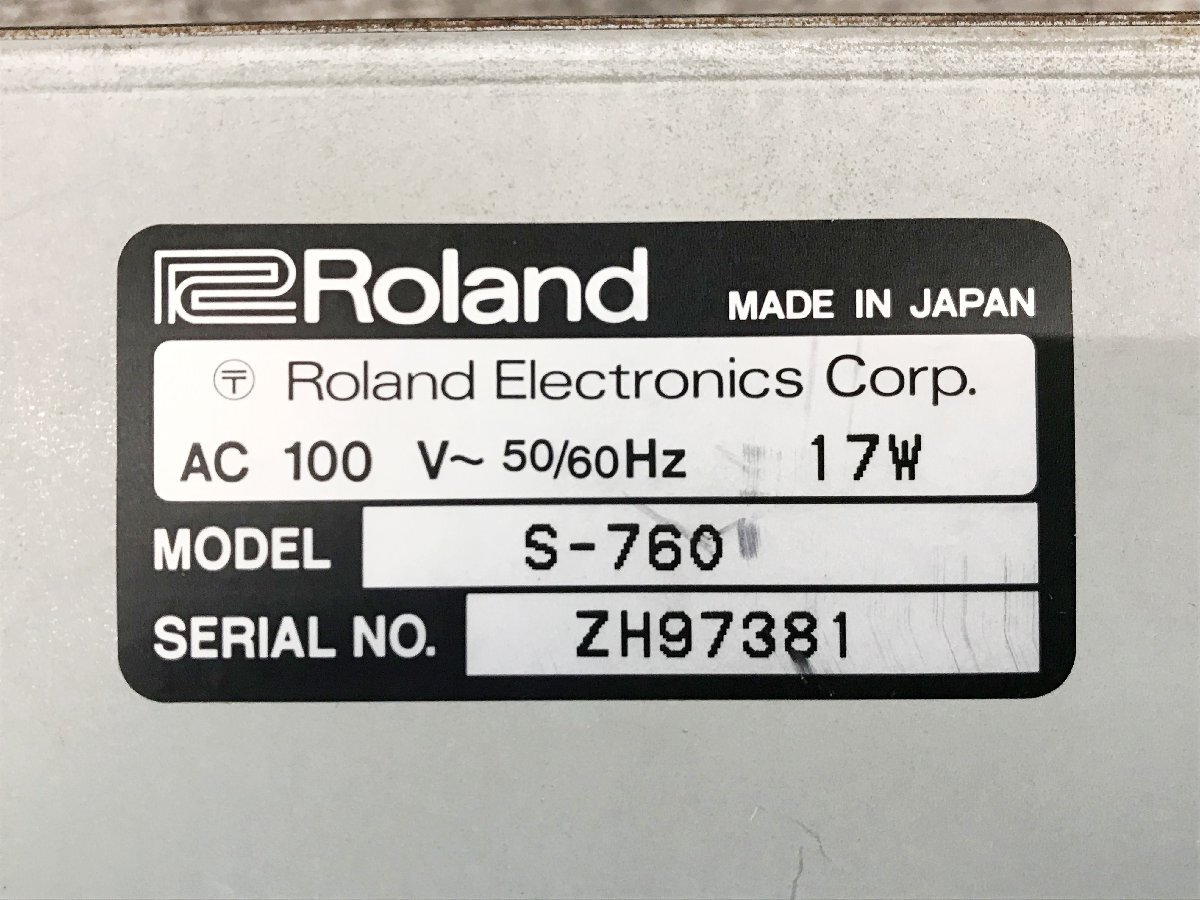 Roland MADE IN JAPAN
〒 Roland Electronics Corp.
AC 100 V~ 50/60Hz 17W
MODEL S-760
SERIAL NO. ZH97381